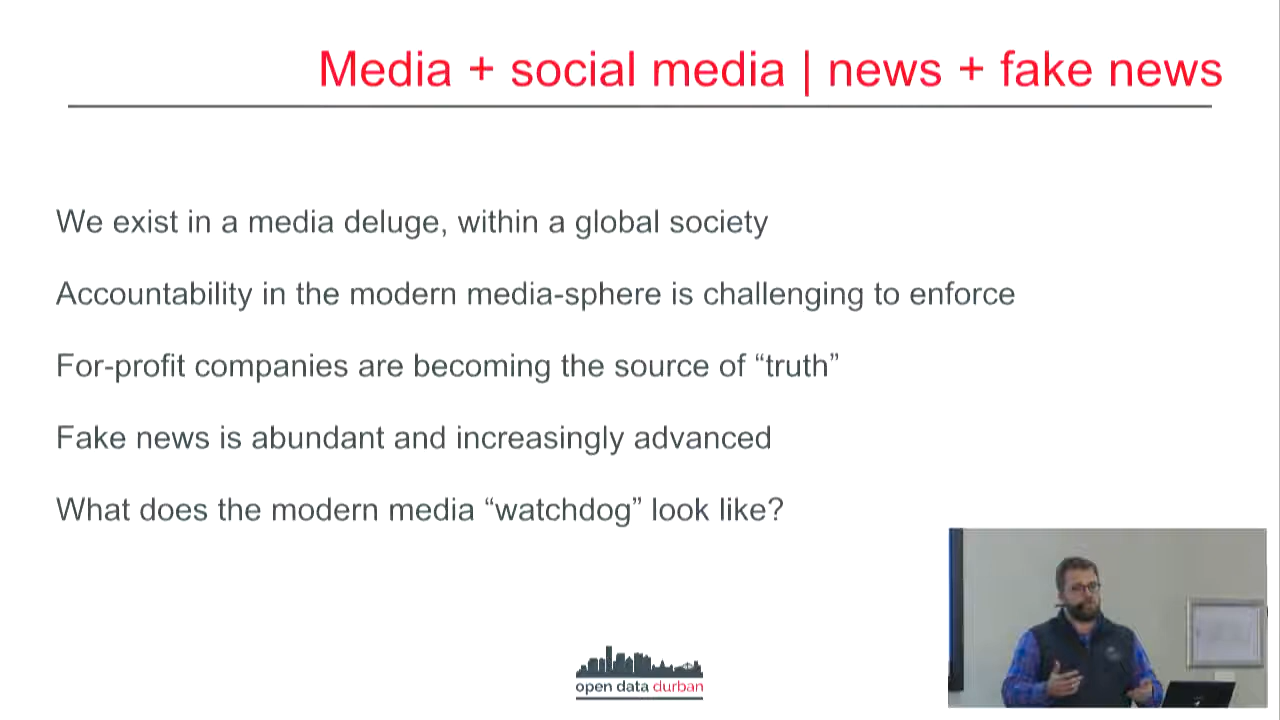 Media + social media | news + fake news
We exist in a media deluge, within a global society
Accountability in the modern media-sphere is challenging to enforce
For-profit companies are becoming the source of “truth”
Fake news is abundant and increasingly advanced
What does the modern media “watchdog” look like?
open data durban